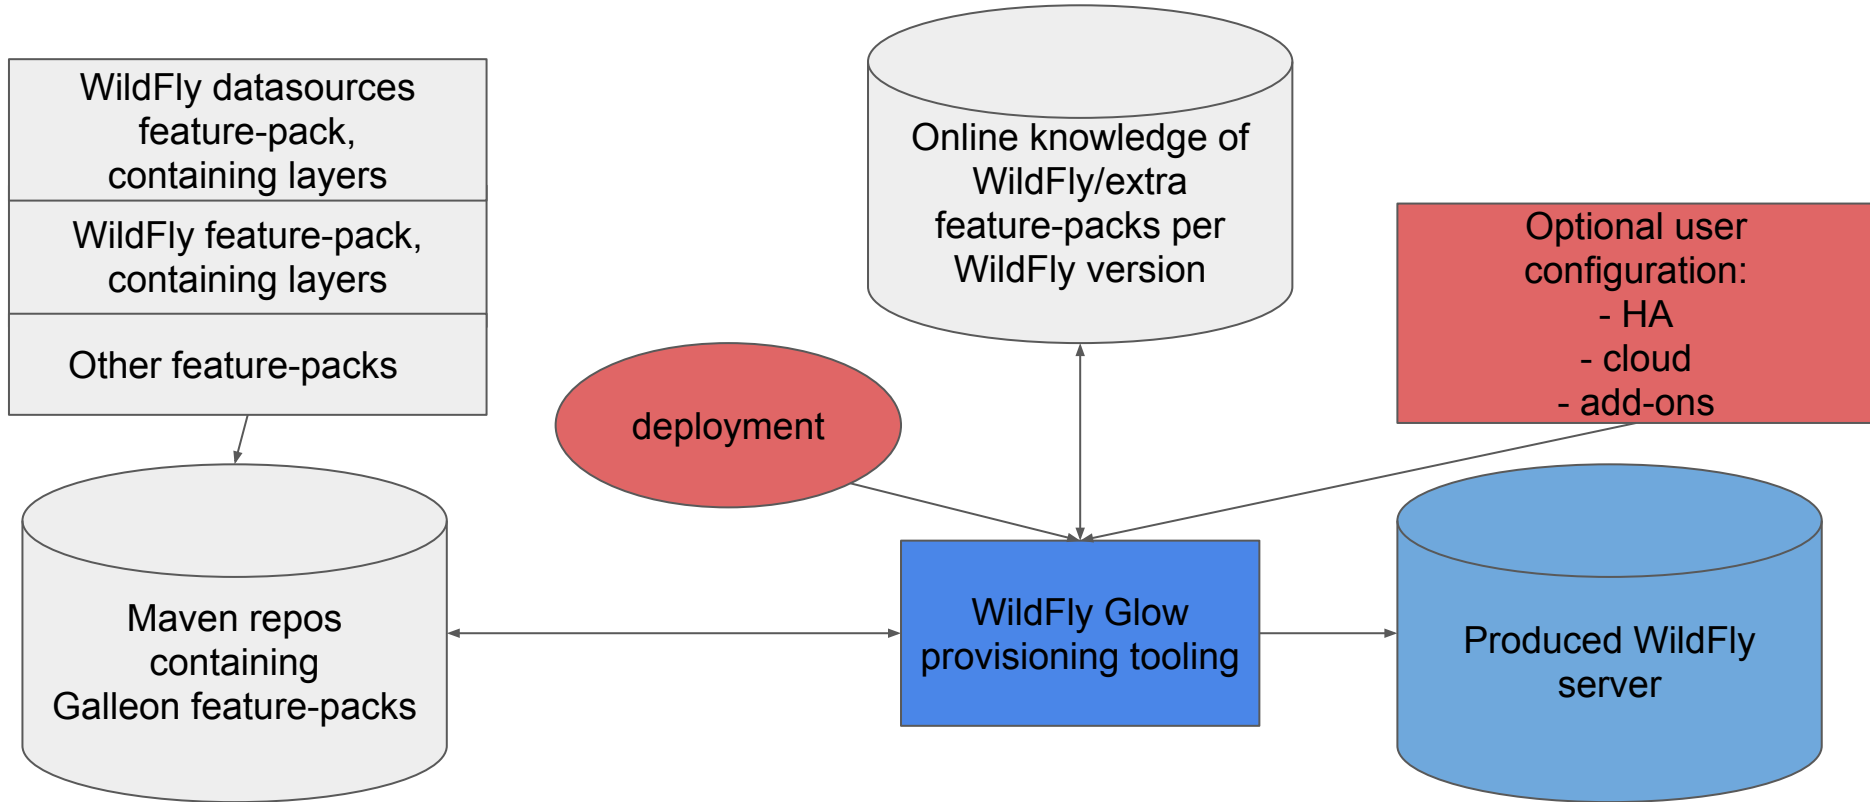 WildFly datasources
feature-pack,
containing layers
WildFly feature-pack,
containing layers
Other feature-packs
Online knowledge of
WildFly/extra
feature-packs per
WildFly version
Optional user
configuration:
- HA
- cloud
- add-ons
deployment
Maven repos
containing
Galleon feature-packs
WildFly Glow
provisioning tooling
Produced WildFly
server